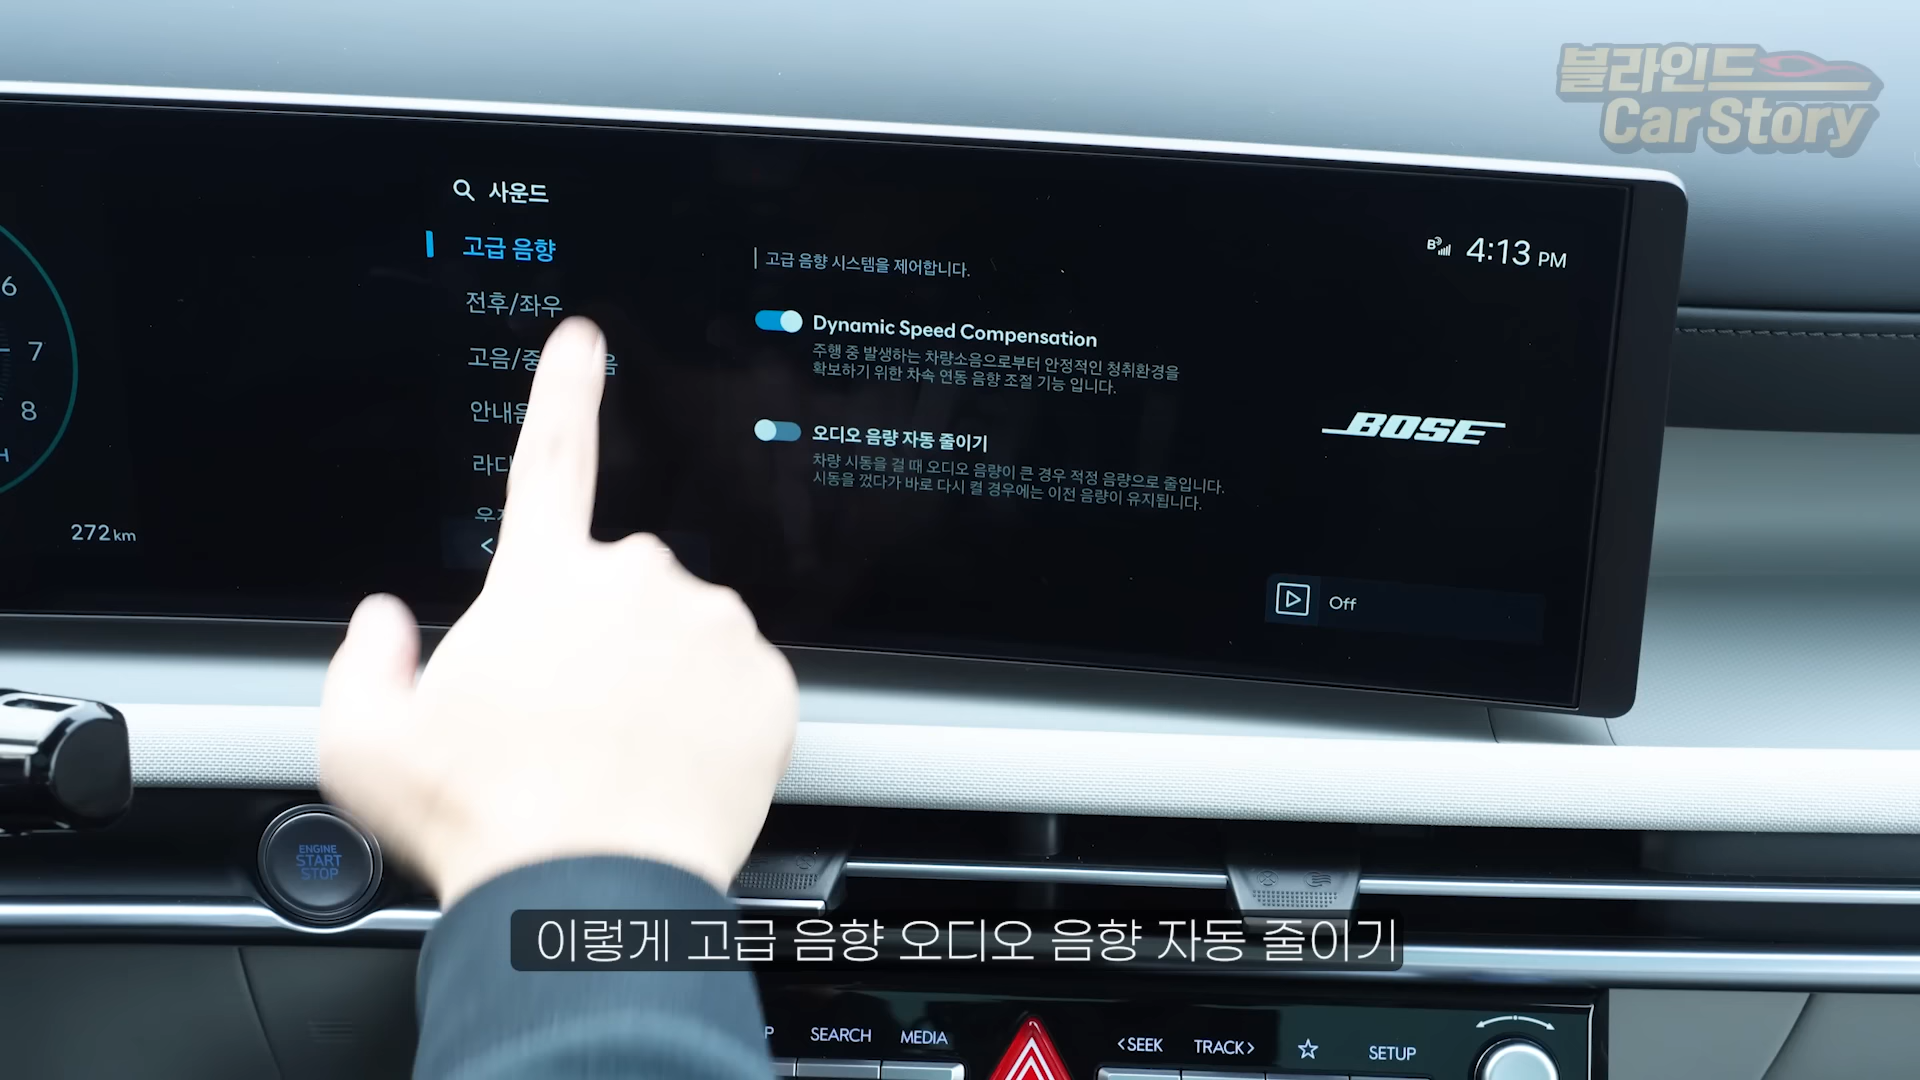 블라인드
Car Story
사운드
고급 음향
전후/좌우
고음/중 음
안내음
라디
우
6
7
8
H
272 km
고급 음향 시스템을 제어합니다.
Dynamic Speed Compensation
주행 중 발생하는 차량소음으로부터 안정적인 청취환경을
확보하기 위한 차속 연동 음향 조절 기능 입니다.
오디오 음량 자동 줄이기
차량 시동을 걸 때 오디오 음량이 큰 경우 적정 음량으로 줄입니다.
시동을 껐다가 바로 다시 켤 경우에는 이전 음량이 유지됩니다.
4:13 PM
BOSE
Off
ENGINE
START
STOP
이렇게 고급 음향 오디오 음향 자동 줄이기
P
SEARCH
MEDIA
<SEEK
TRACK>
☆
SETUP